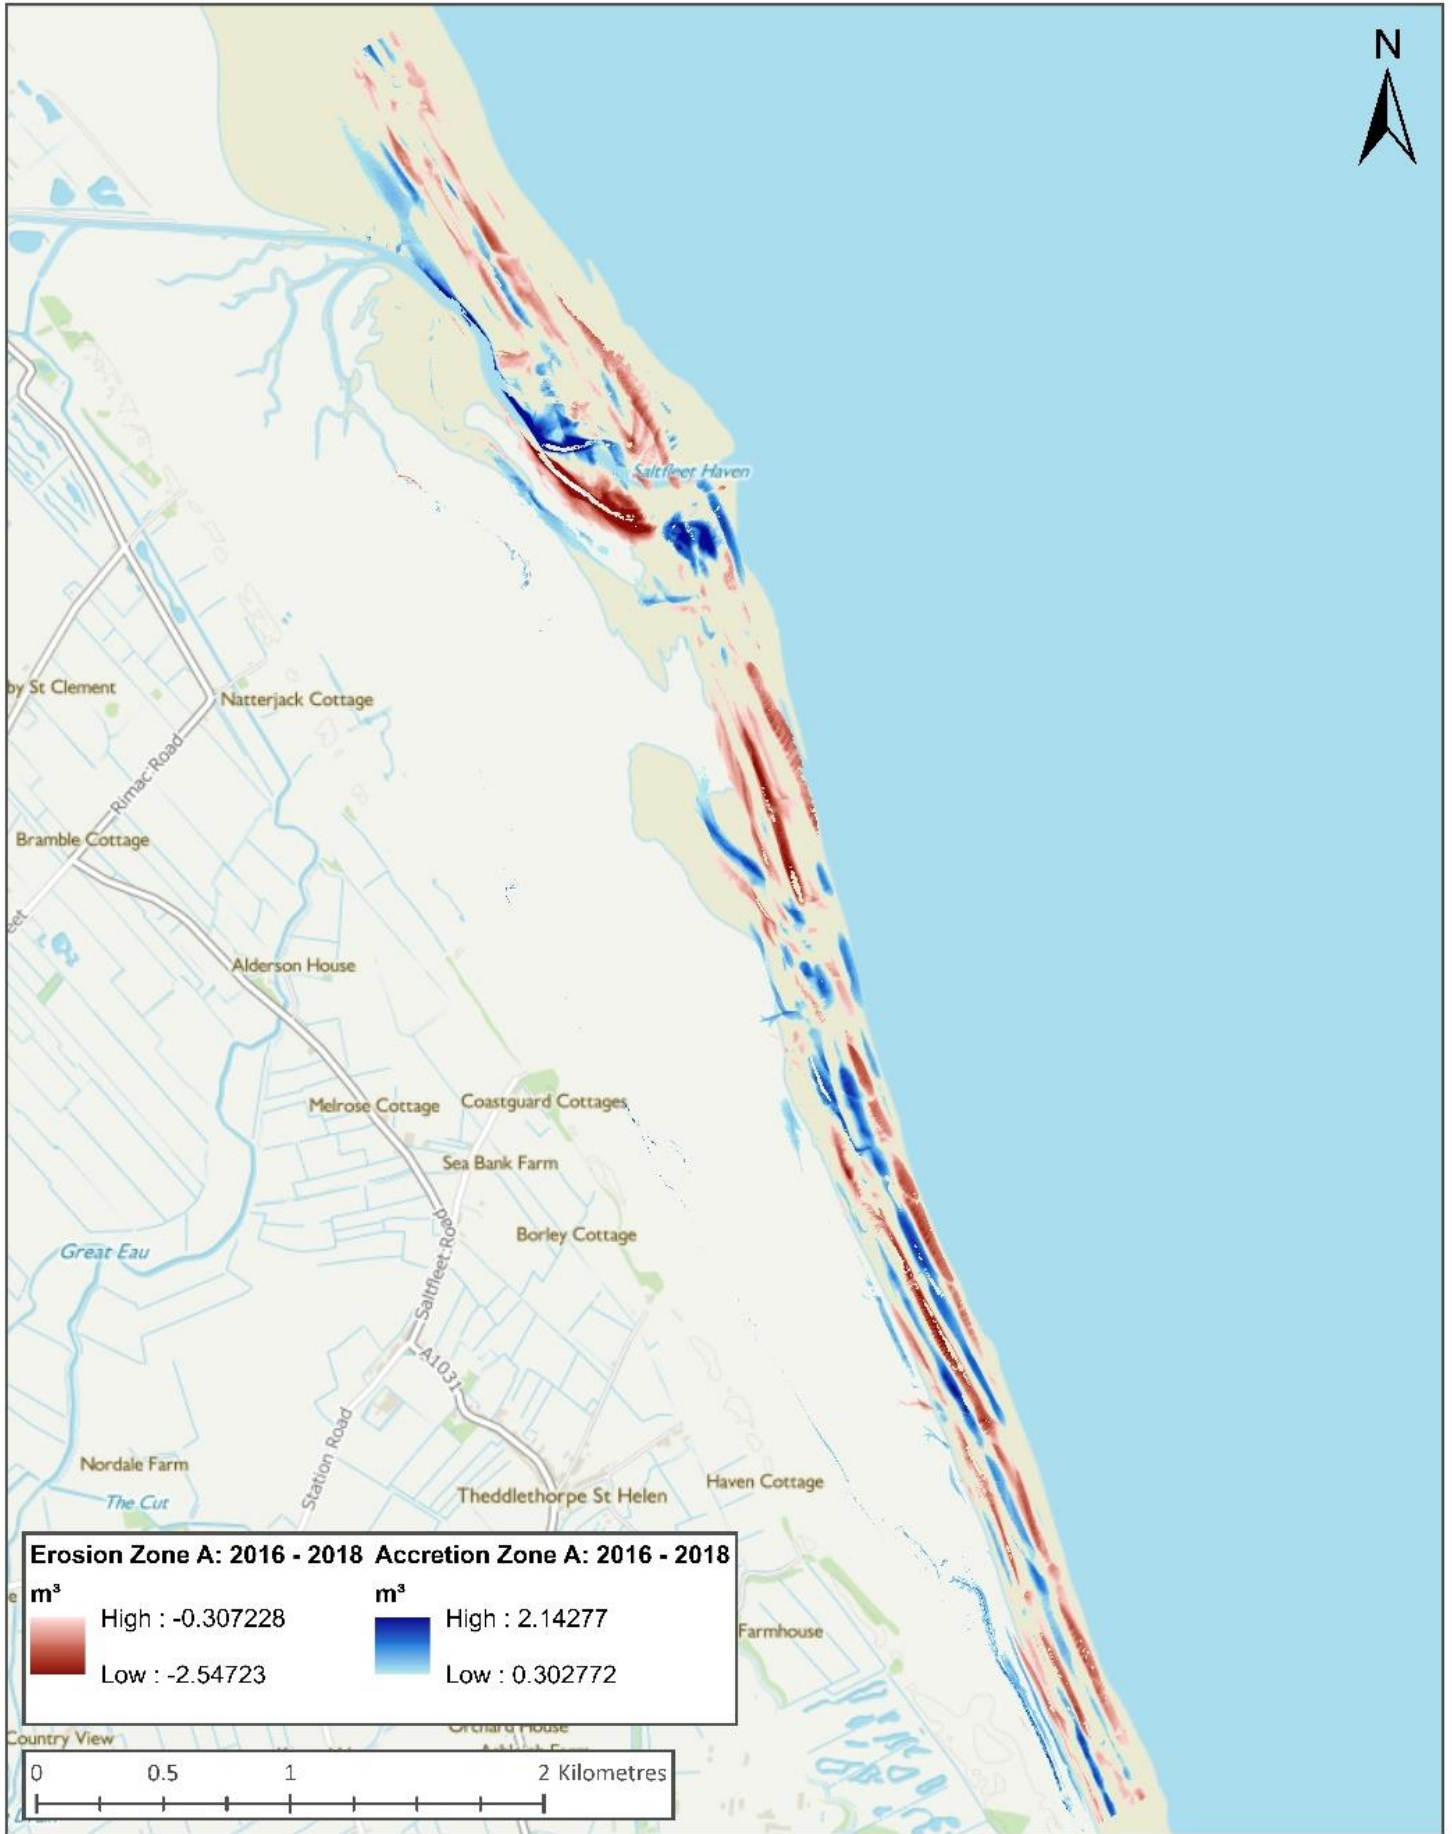 N
Saltfleet Haven
by St Clement
Natterjack Cottage
Rimac Road
Bramble Cottage
eet
Alderson House
Melrose Cottage
Coastguard Cottages
Sea Bank Farm
Saltfleet Road
Borley Cottage
Great Eau
A1031
Station Road
Nordale Farm
The Cut
Theddlethorpe St Helen
Haven Cottage
Erosion Zone A: 2016 - 2018 Accretion Zone A: 2016 - 2018
m³ m³
High : -0.307228 High : 2.14277
Low : -2.54723 Low : 0.302772
Farmhouse
Orchard House
Country View
0 0.5 1 2 Kilometres